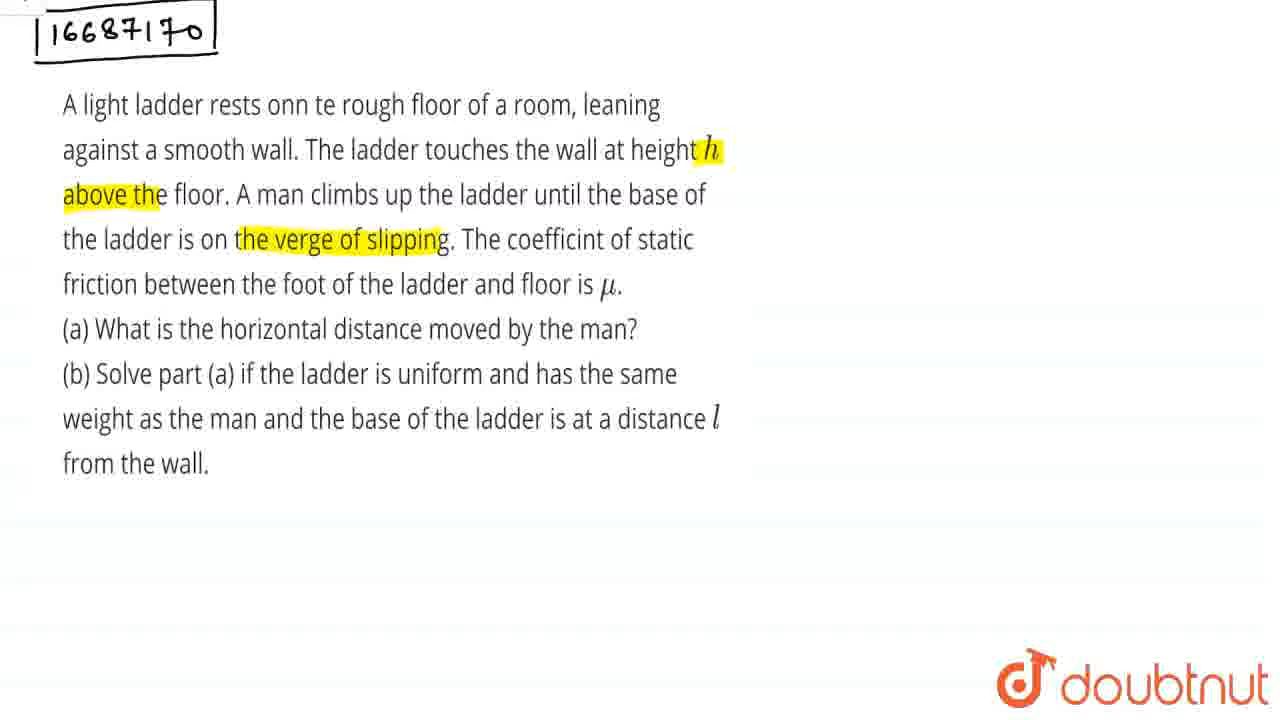 16687170
A light ladder rests onn te rough floor of a room, leaning
against a smooth wall. The ladder touches the wall at height h
above the floor. A man climbs up the ladder until the base of
the ladder is on the verge of slipping. The coefficint of static
friction between the foot of the ladder and floor is μ.
(a) What is the horizontal distance moved by the man?
(b) Solve part (a) if the ladder is uniform and has the same
weight as the man and the base of the ladder is at a distance l
from the wall.
doubtnut